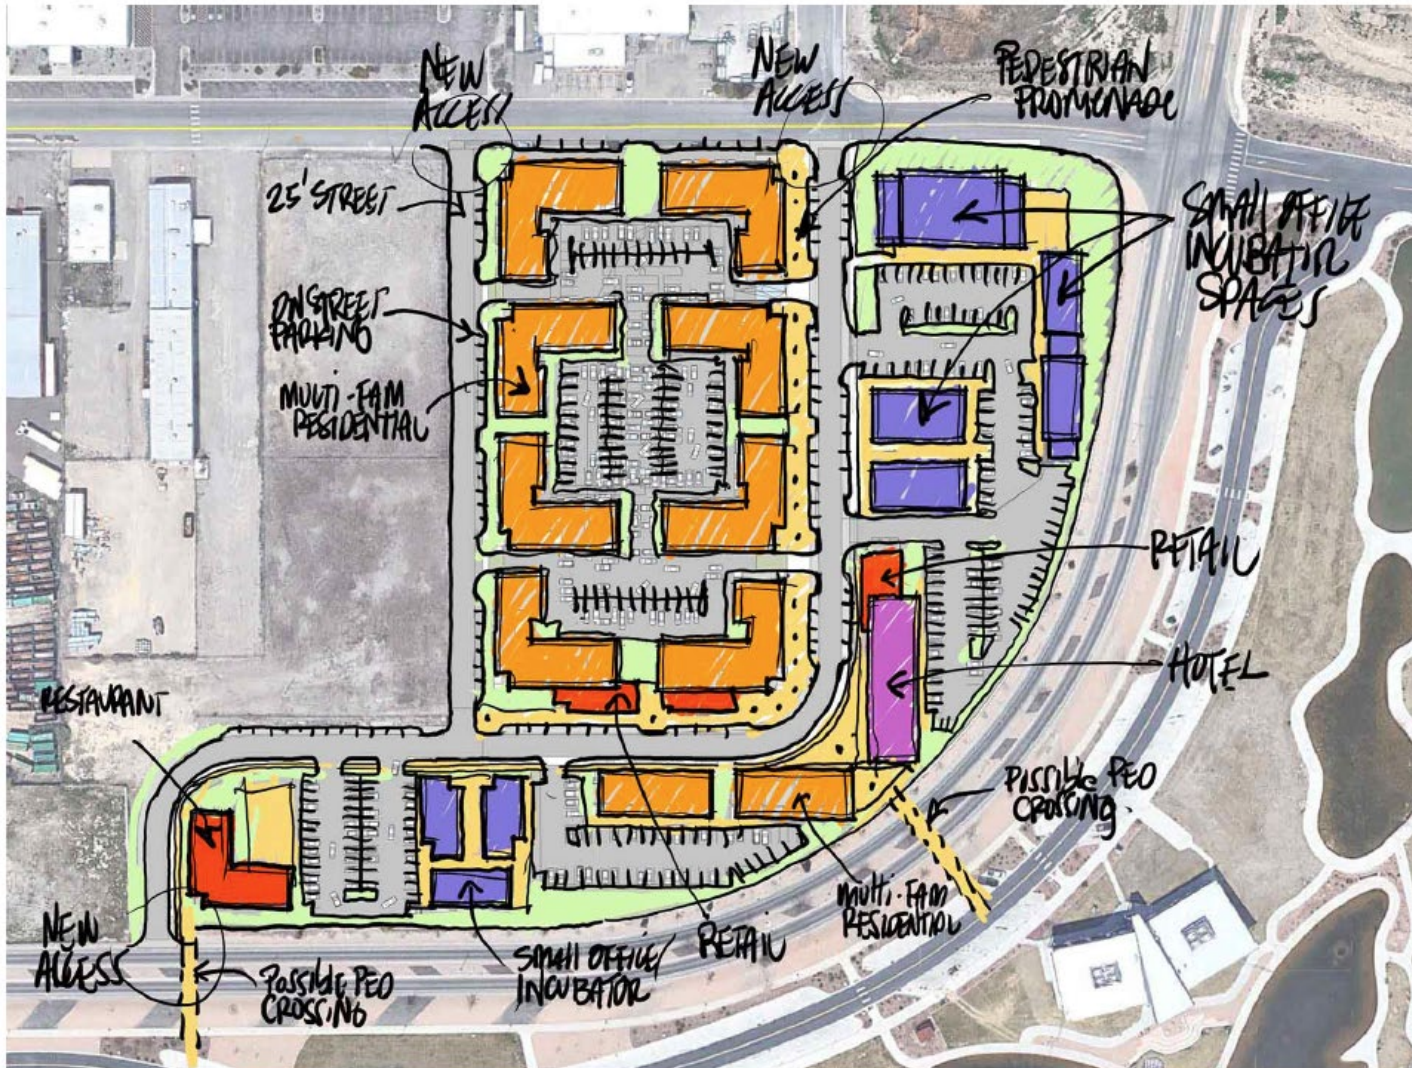 NEW
ACCESS
NEW
ACCESS
PEDESTRIAN
PROMENADE
25' STREET
SMALL OFFICE
INCUBATOR
SPACES
ON STREET
PARKING
MULTI-FAM
RESIDENTIAL
RETAIL
HOTEL
RESTAURANT
POSSIBLE PED
CROSSING
MULTI-FAM
RESIDENTIAL
NEW
ACCESS
POSSIBLE PED
CROSSING
SMALL OFFICE/
INCUBATOR
RETAIL